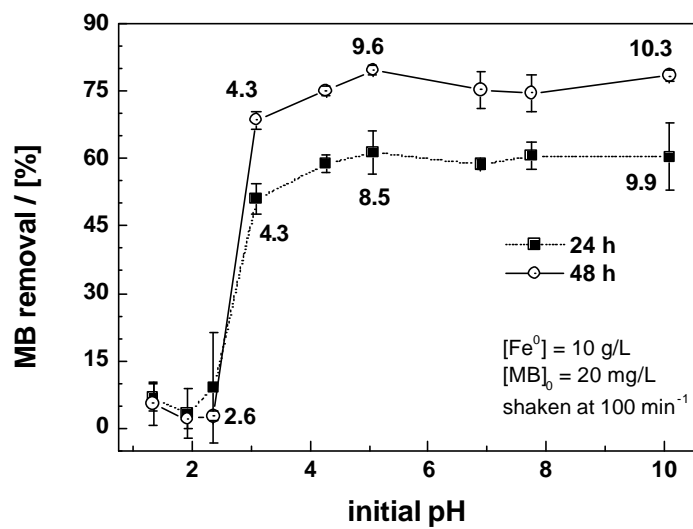 90
75
60
45
30
15
0
MB removal / [%]
4.3
9.6
10.3
4.3
8.5
9.9
2.6
24 h
48 h
[Fe⁰] = 10 g/L
[MB]₀ = 20 mg/L
shaken at 100 min⁻¹
2 4 6 8 10
initial pH